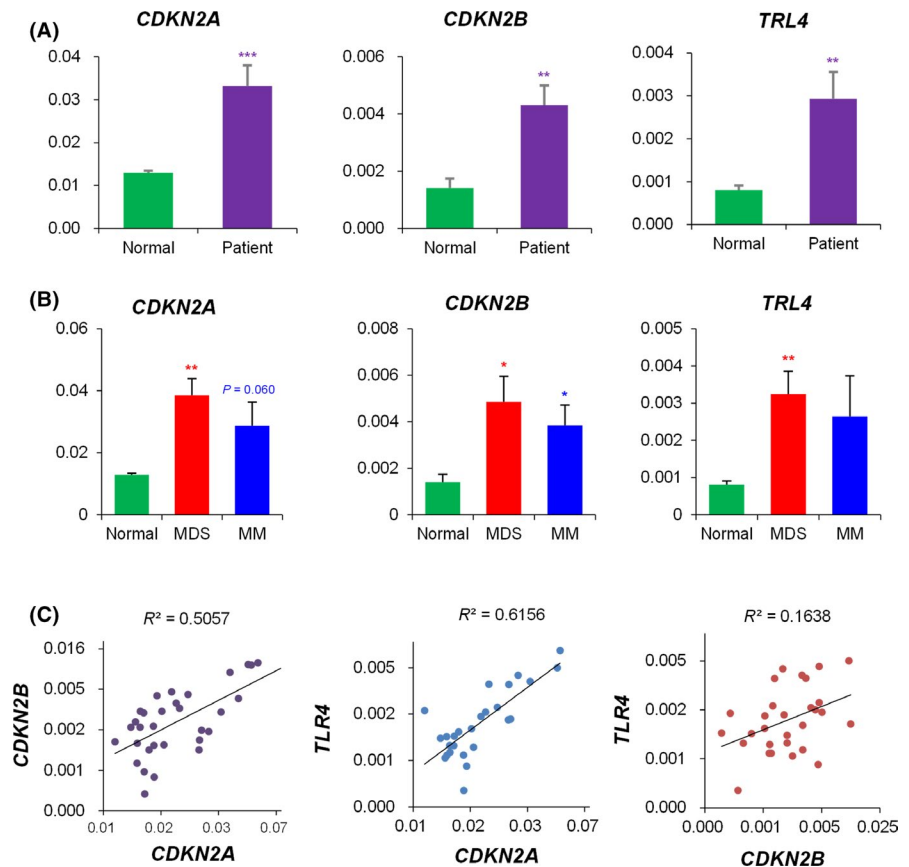 (A)
CDKN2A
CDKN2B
TRL4
0.04
0.03
0.02
0.01
0.00
***
Normal Patient
0.006
0.004
0.002
0.000
**
Normal Patient
0.004
0.003
0.002
0.001
0.000
**
Normal Patient
(B)
CDKN2A
CDKN2B
TRL4
0.06
0.04
0.02
0
**
P = 0.060
Normal MDS MM
0.008
0.006
0.004
0.002
0
*
*
Normal MDS MM
0.005
0.004
0.003
0.002
0.001
0
**
Normal MDS MM
(C)
R² = 0.5057
R² = 0.6156
R² = 0.1638
CDKN2B
0.016
0.005
0.002
0.001
0.000
0.01 0.02 0.03 0.07
CDKN2A
TLR4
0.005
0.002
0.001
0.000
0.01 0.02 0.03 0.07
CDKN2A
TLR4
0.005
0.002
0.001
0.000
0.000 0.001 0.005 0.025
CDKN2B